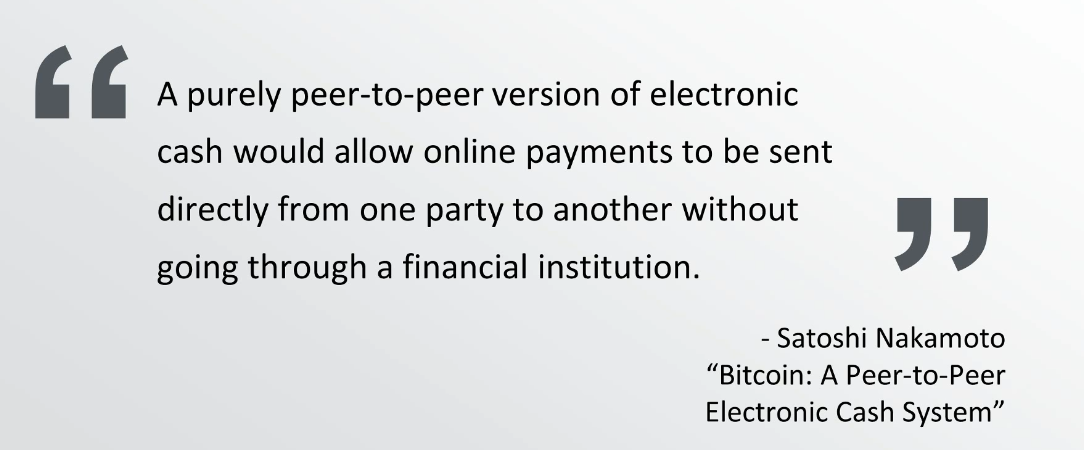 “ A purely peer-to-peer version of electronic
cash would allow online payments to be sent
directly from one party to another without
going through a financial institution. ”
- Satoshi Nakamoto
“Bitcoin: A Peer-to-Peer
Electronic Cash System”